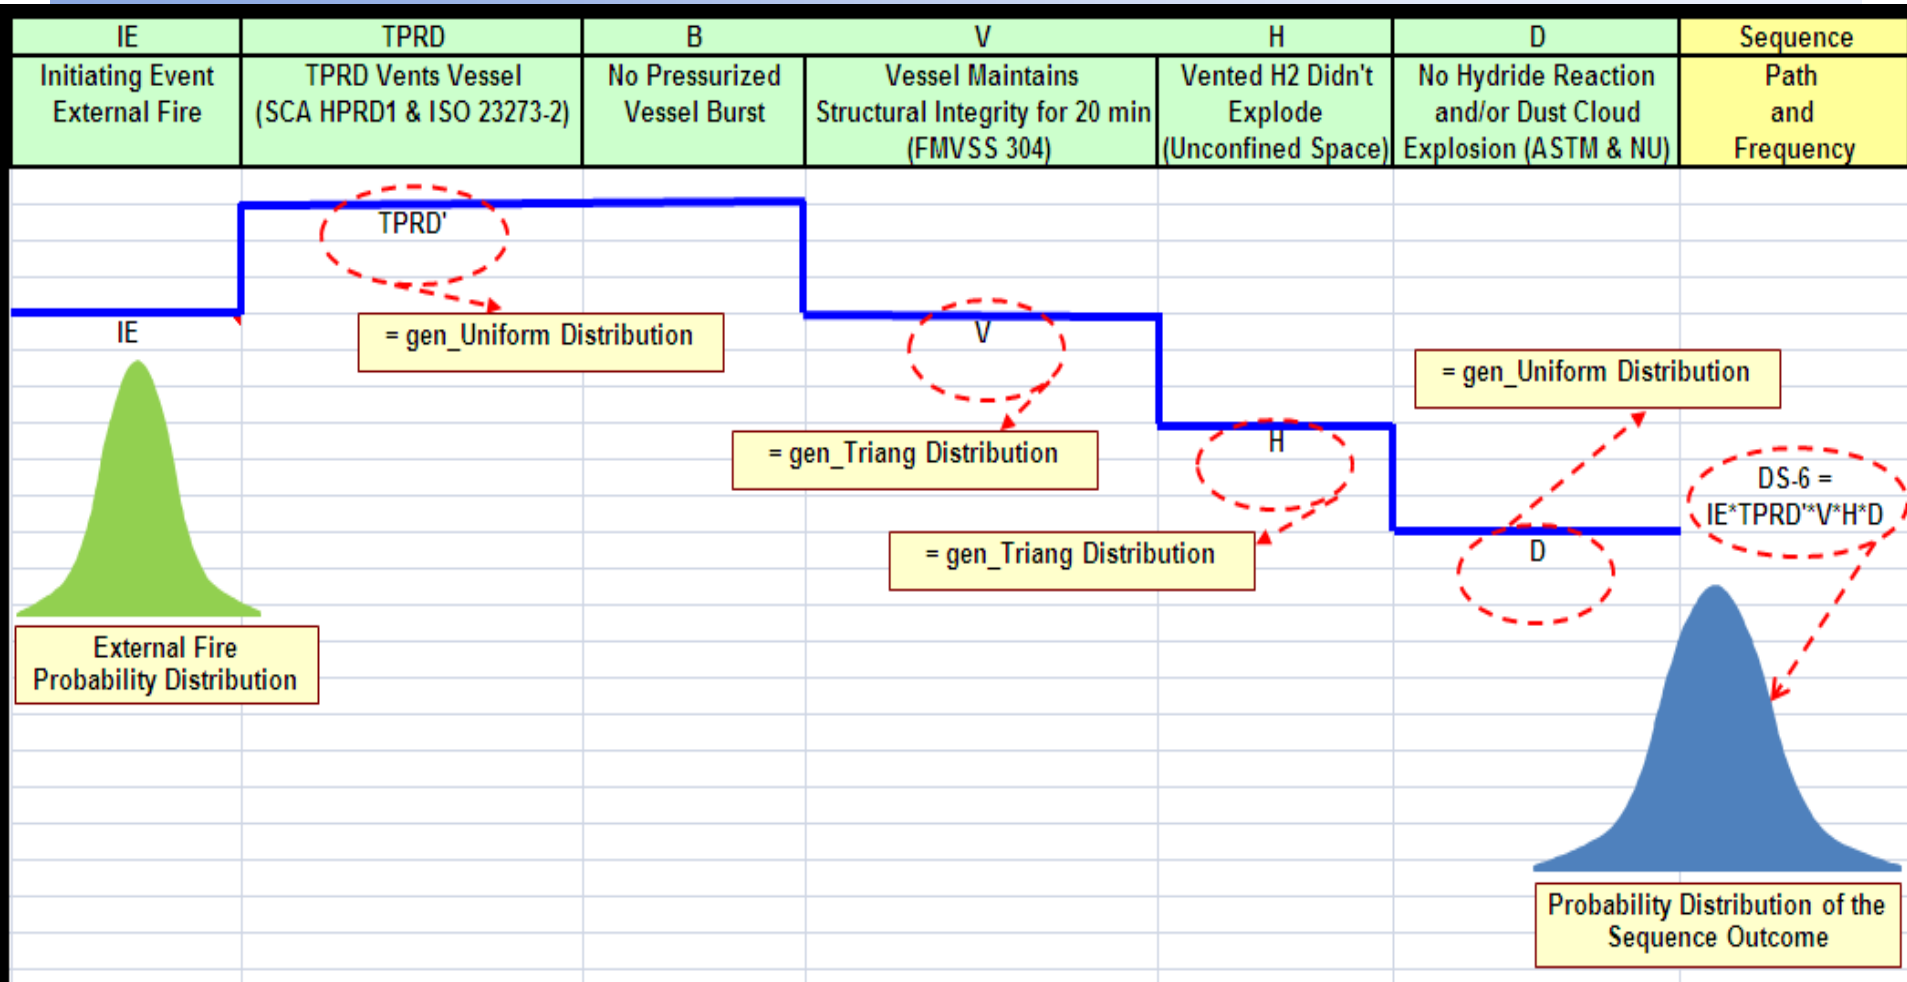 IE
TPRD
B
V
H
D
Sequence
Initiating Event
External Fire
TPRD Vents Vessel
(SCA HPRD1 & ISO 23273-2)
No Pressurized
Vessel Burst
Vessel Maintains
Structural Integrity for 20 min
(FMVSS 304)
Vented H2 Didn't
Explode
(Unconfined Space)
No Hydride Reaction
and/or Dust Cloud
Explosion (ASTM & NU)
Path
and
Frequency
TPRD'
IE
= gen_Uniform Distribution
V
= gen_Uniform Distribution
= gen_Triang Distribution
H
DS-6 =
IE*TPRD'*V*H*D
= gen_Triang Distribution
D
External Fire
Probability Distribution
Probability Distribution of the
Sequence Outcome